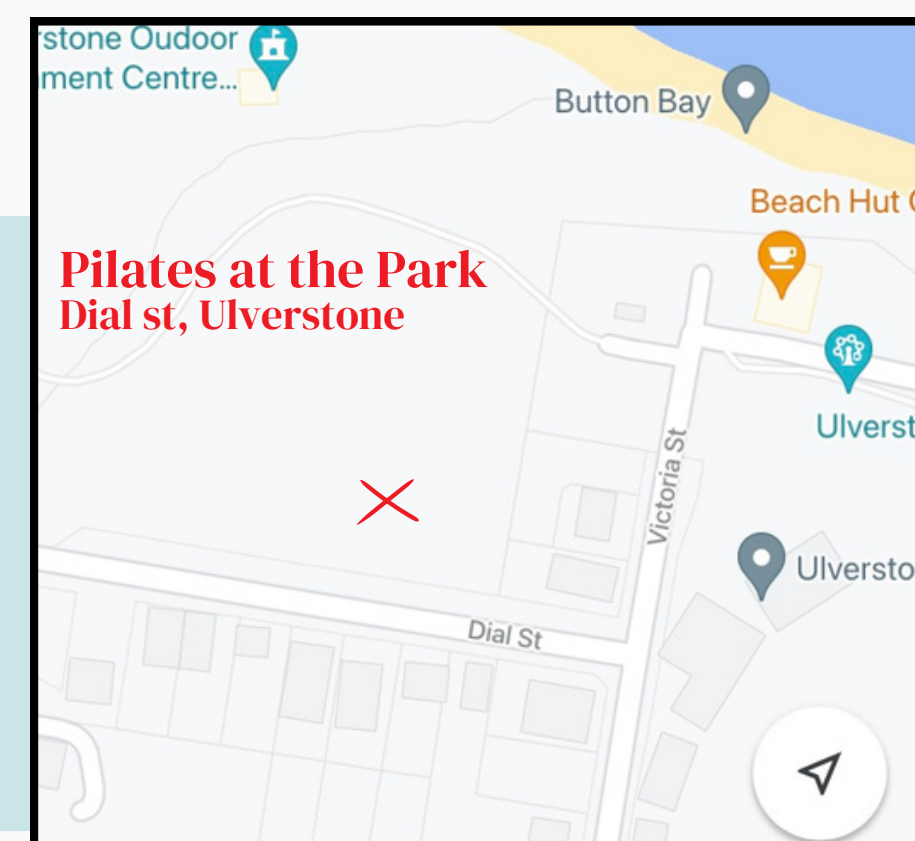 rstone Oudoor
ment Centre...
Button Bay
Beach Hut
Pilates at the Park
Dial st, Ulverstone
Ulverst
Victoria St
Ulversto
Dial St